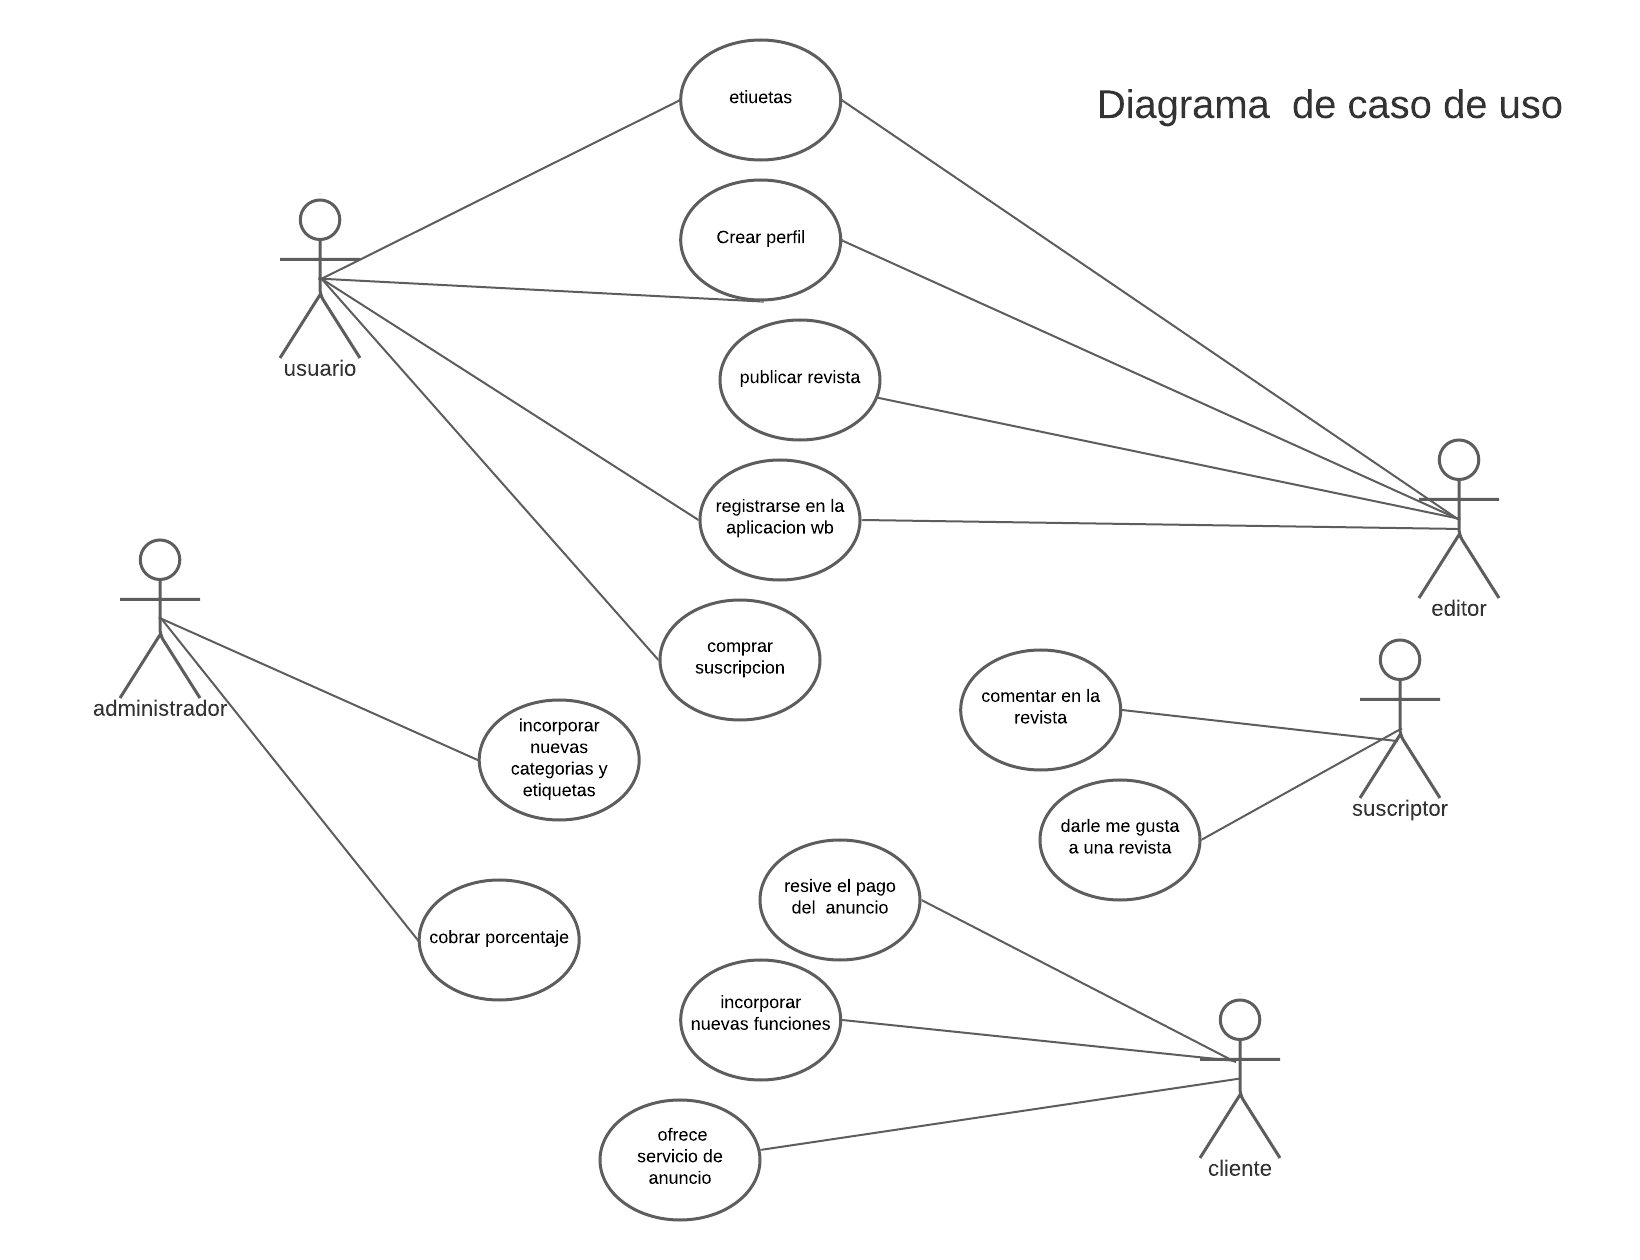 etiuetas
Diagrama  de caso de uso
Crear perfil
usuario
publicar revista
registrarse en la
aplicacion wb
editor
comprar
suscripcion
administrador
comentar en la
revista
incorporar
nuevas
categorias y
etiquetas
suscriptor
darle me gusta
a una revista
resive el pago
del  anuncio
cobrar porcentaje
incorporar
nuevas funciones
ofrece
servicio de
anuncio
cliente